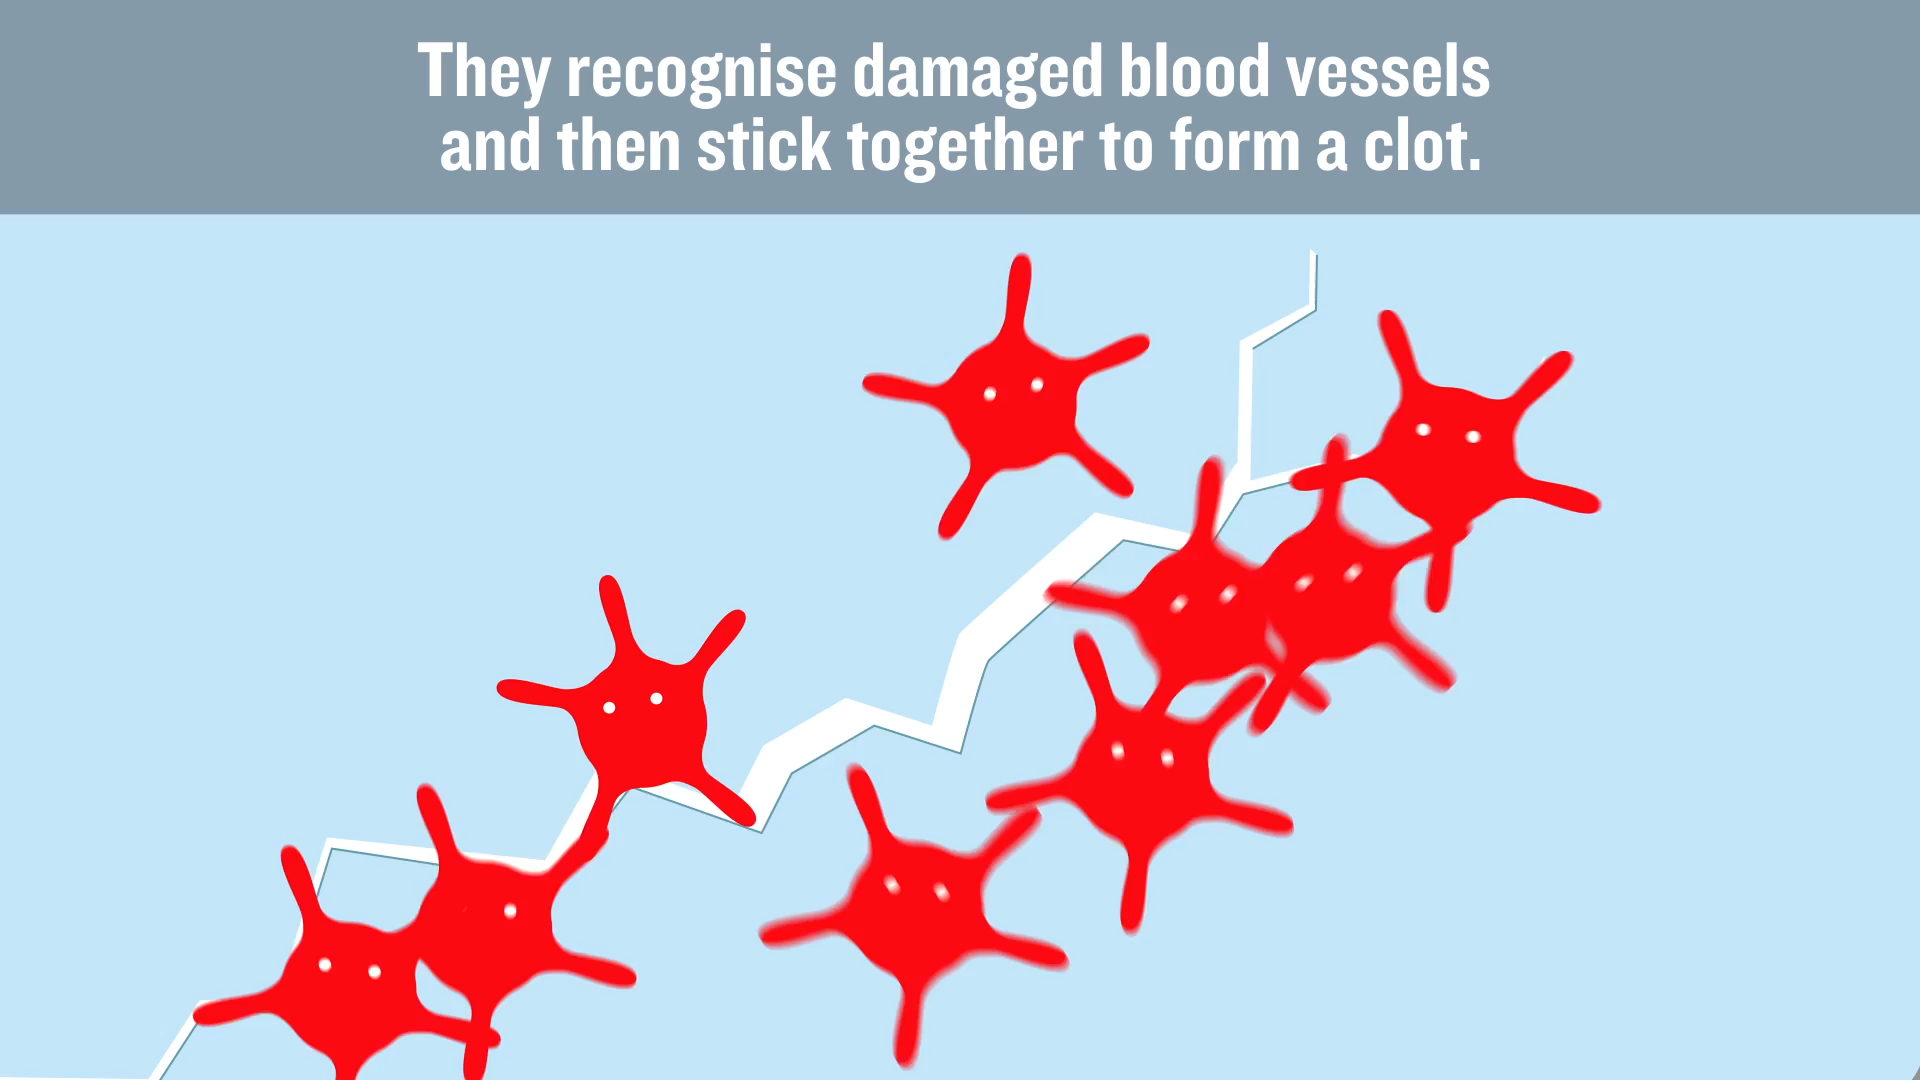 They recognise damaged blood vessels
and then stick together to form a clot.